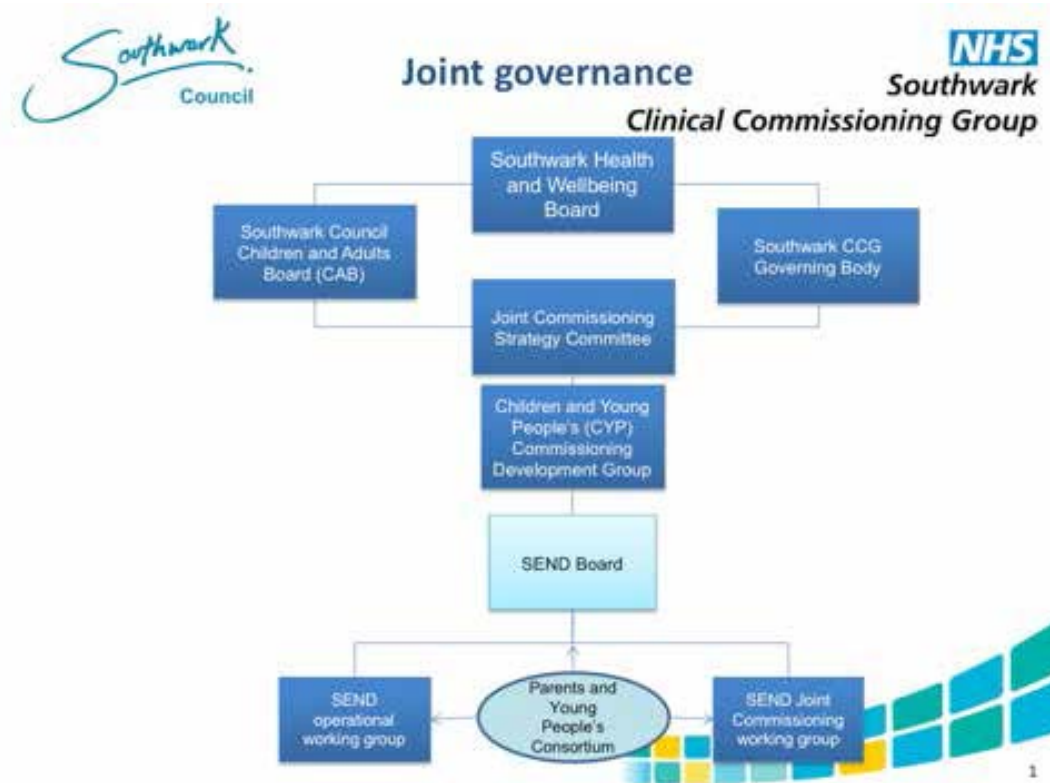 Southwark
Council
Joint governance
NHS
Southwark
Clinical Commissioning Group
Southwark Health
and Wellbeing
Board
Southwark Council
Children and Adults
Board (CAB)
Southwark CCG
Governing Body
Joint Commissioning
Strategy Committee
Children and Young
People's (CYP)
Commissioning
Development Group
SEND Board
SEND
operational
working group
Parents and
Young
People's
Consortium
SEND Joint
Commissioning
working group
1